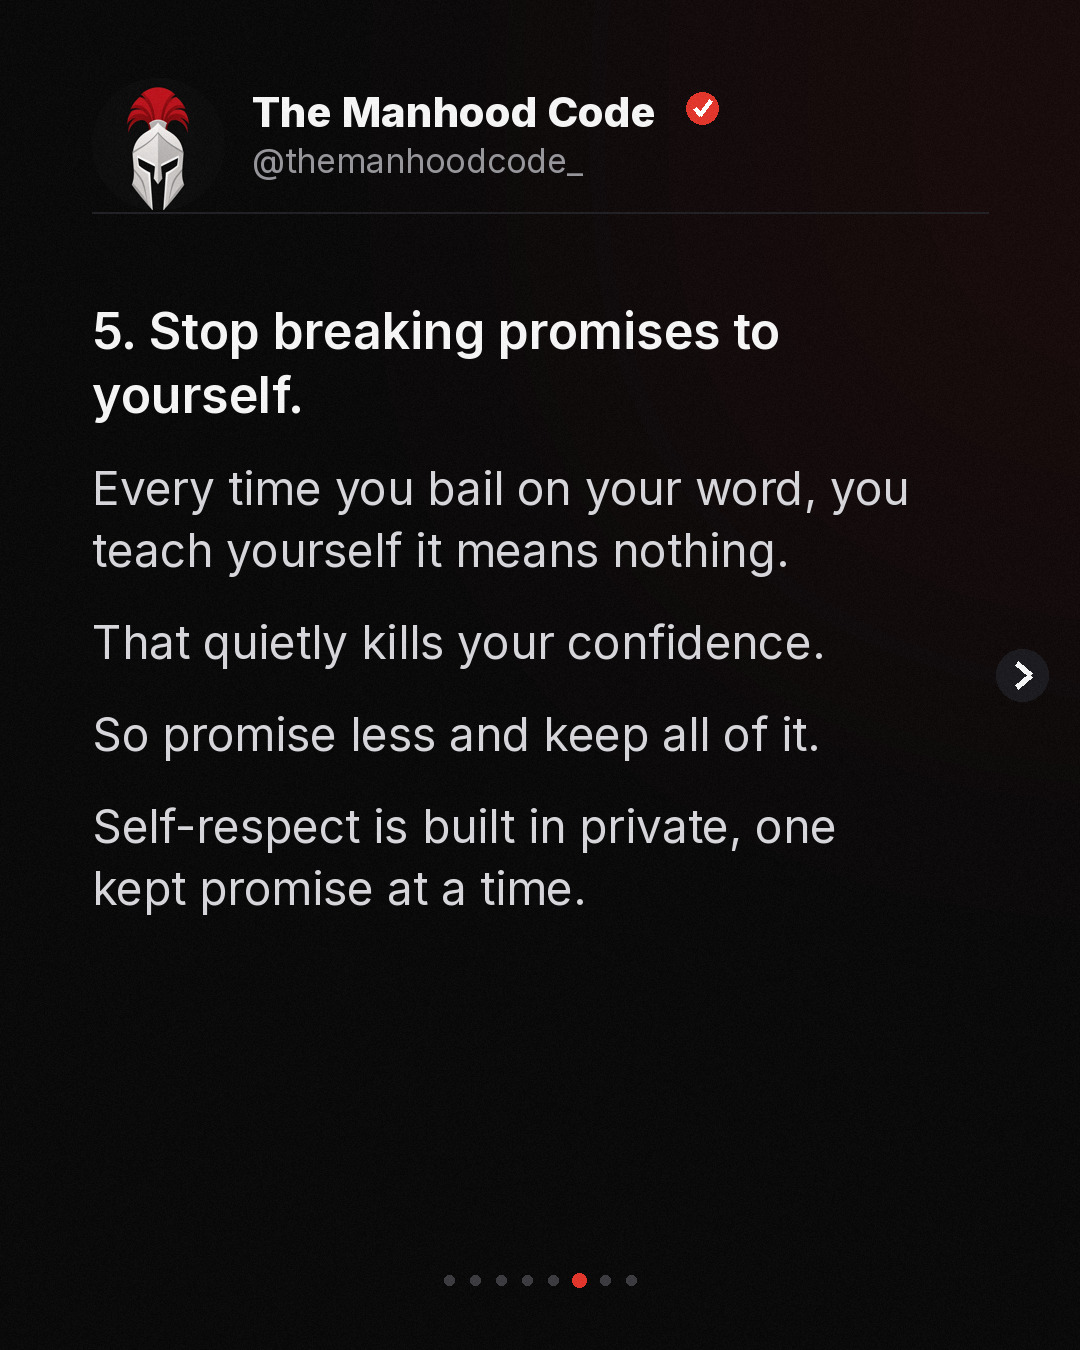 The Manhood Code
@themanhoodcode_
5. Stop breaking promises to
yourself.
Every time you bail on your word, you
teach yourself it means nothing.
That quietly kills your confidence.
So promise less and keep all of it.
Self-respect is built in private, one
kept promise at a time.